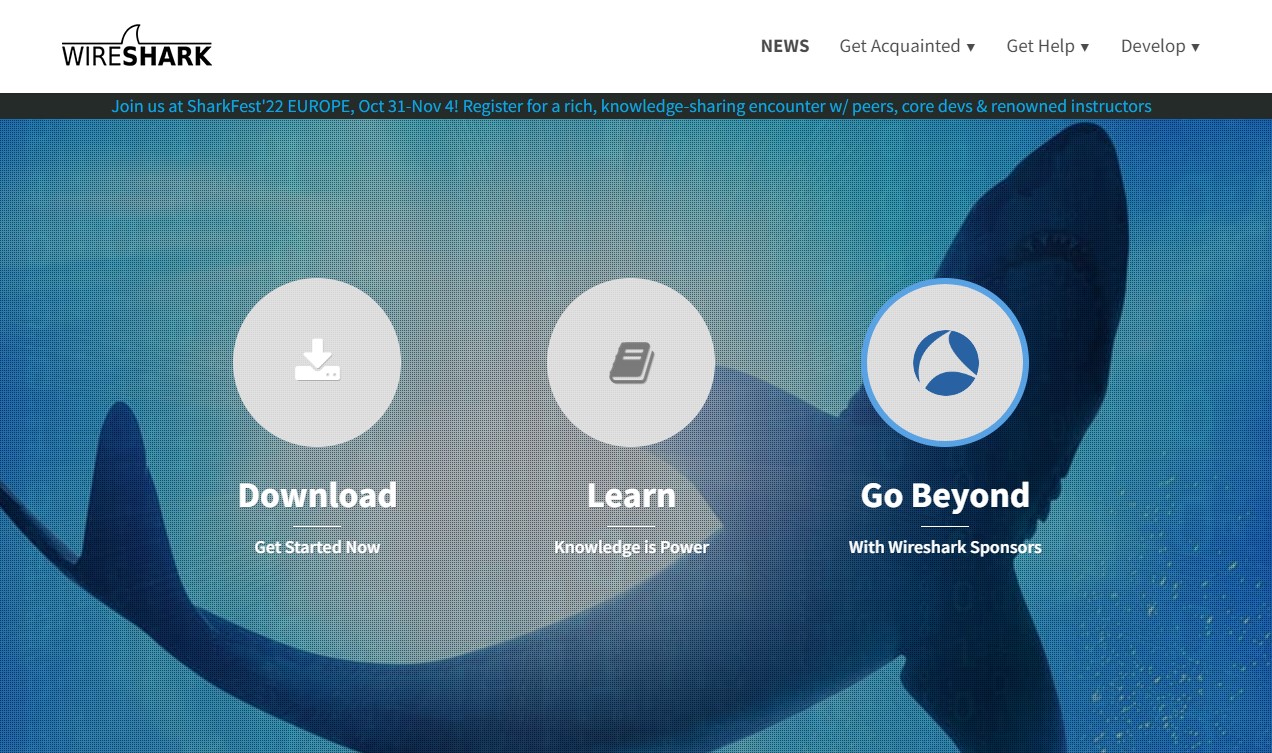 WIRESHARK
NEWS Get Acquainted ▼ Get Help ▼ Develop ▼
Join us at SharkFest'22 EUROPE, Oct 31-Nov 4! Register for a rich, knowledge-sharing encounter w/ peers, core devs & renowned instructors
Download Learn Go Beyond
Get Started Now Knowledge is Power With Wireshark Sponsors